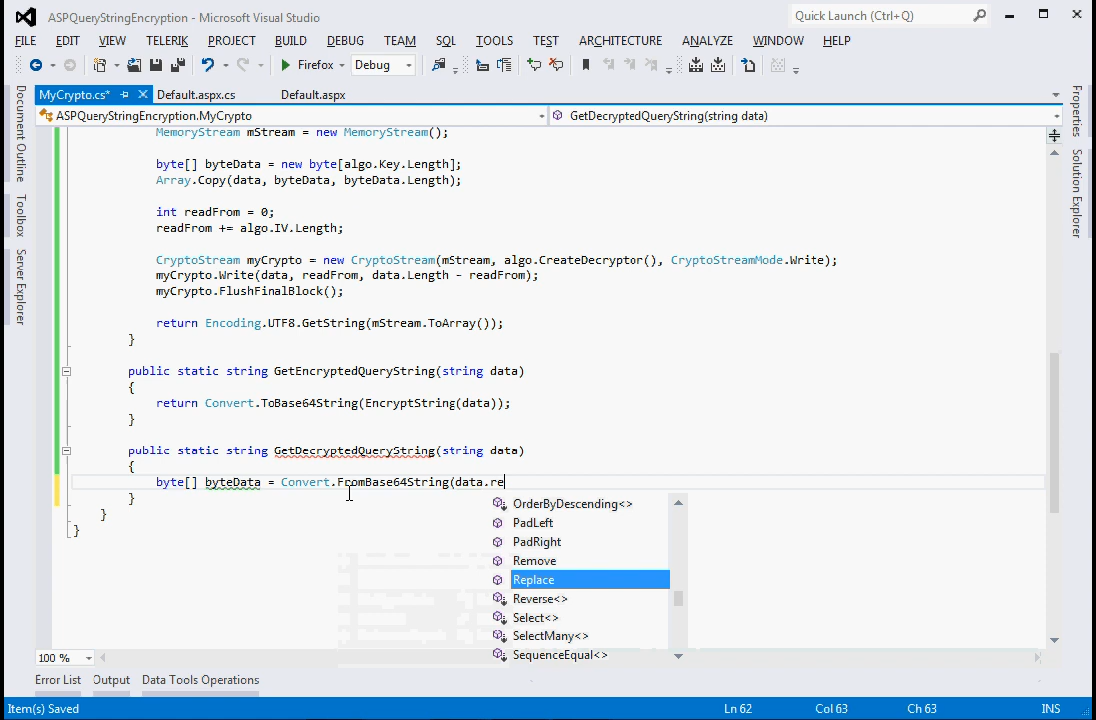 ASPQueryStringEncryption - Microsoft Visual Studio
Quick Launch (Ctrl+Q)
FILE EDIT VIEW TELERIK PROJECT BUILD DEBUG TEAM SQL TOOLS TEST ARCHITECTURE ANALYZE WINDOW HELP
Firefox Debug
MyCrypto.cs* Default.aspx.cs Default.aspx
ASPQueryStringEncryption.MyCrypto GetDecryptedQueryString(string data)
Document Outline
Toolbox
Server Explorer
Properties
Solution Explorer
MemoryStream mStream = new MemoryStream();
byte[] byteData = new byte[algo.Key.Length];
Array.Copy(data, byteData, byteData.Length);
int readFrom = 0;
readFrom += algo.IV.Length;
CryptoStream myCrypto = new CryptoStream(mStream, algo.CreateDecryptor(), CryptoStreamMode.Write);
myCrypto.Write(data, readFrom, data.Length - readFrom);
myCrypto.FlushFinalBlock();
return Encoding.UTF8.GetString(mStream.ToArray());
}
public static string GetEncryptedQueryString(string data)
{
return Convert.ToBase64String(EncryptString(data));
}
public static string GetDecryptedQueryString(string data)
{
byte[] byteData = Convert.FromBase64String(data.re
}
}
}
OrderByDescending<>
PadLeft
PadRight
Remove
Replace
Reverse<>
Select<>
SelectMany<>
SequenceEqual<>
100 %
Error List Output Data Tools Operations
Item(s) Saved Ln 62 Col 63 Ch 63 INS